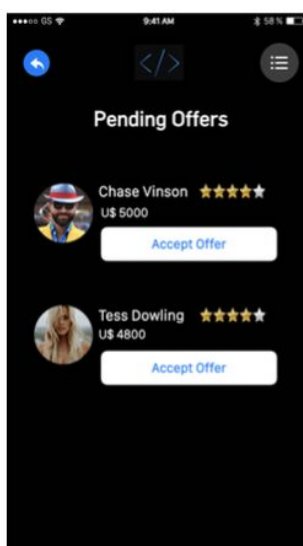 GS 9:41 AM 58 %
</>
Pending Offers
Chase Vinson
U$ 5000
Accept Offer
Tess Dowling
U$ 4800
Accept Offer